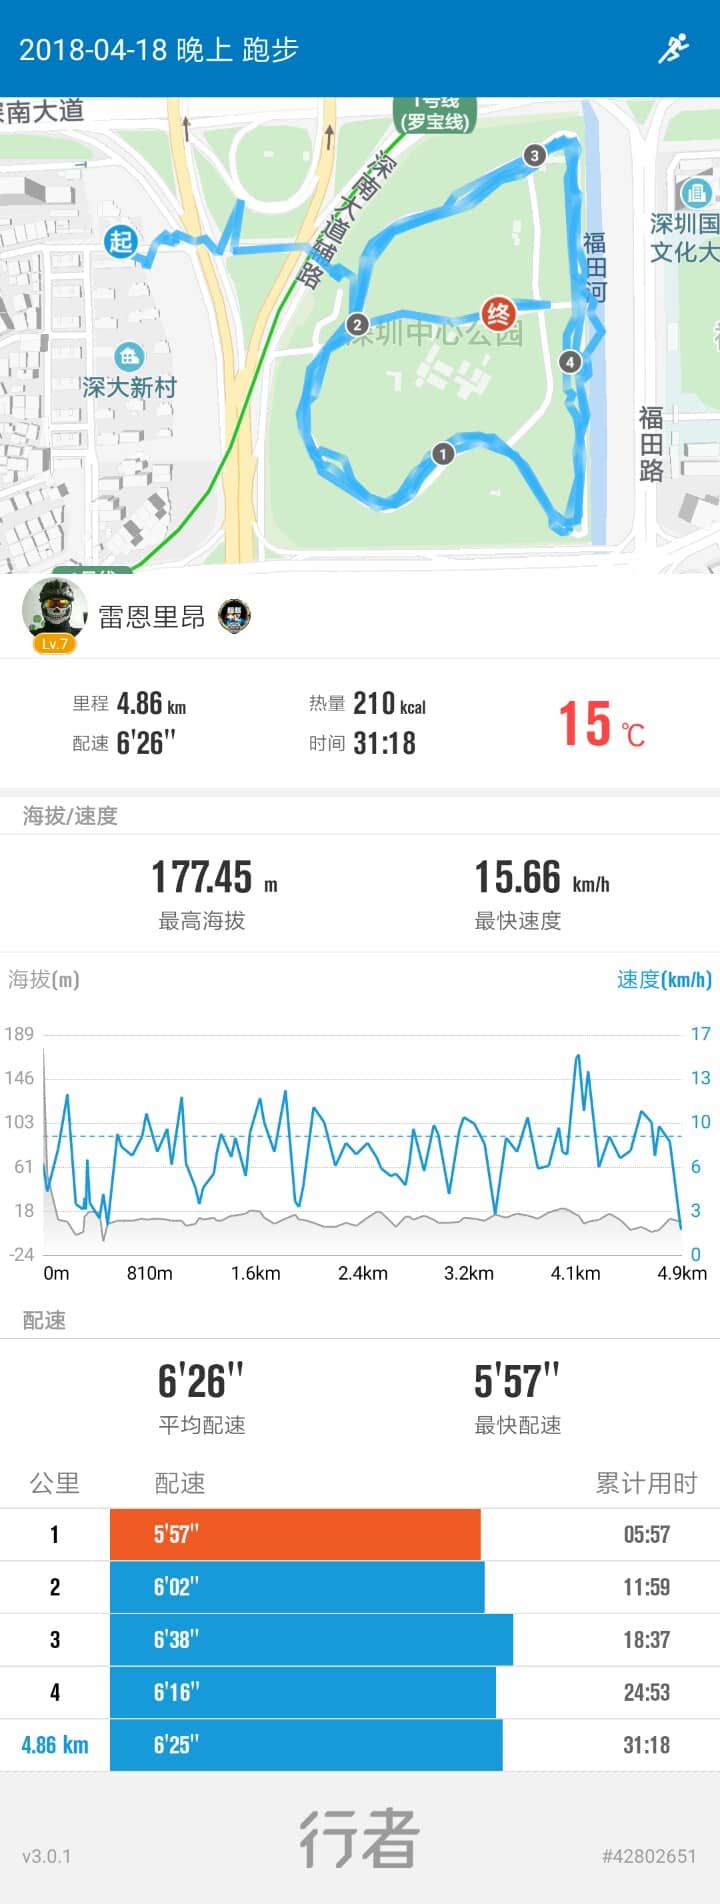 2018-04-18 晚上 跑步
深南大道
1号线
(罗宝线)
深南大道辅路
起
3
福田河
深圳国
文化大
终
2
深圳中心公园
深大新村
4
福田路
1
雷恩里昂
Lv.7
里程 4.86 km
热量 210 kcal
15 ℃
配速 6'26"
时间 31:18
海拔/速度
177.45 m
15.66 km/h
最高海拔
最快速度
海拔(m)
速度(km/h)
189
17
146
13
103
10
61
6
18
3
-24
0
0m
810m
1.6km
2.4km
3.2km
4.1km
4.9km
配速
6'26"
5'57"
平均配速
最快配速
公里
配速
累计用时
1
5'57"
05:57
2
6'02"
11:59
3
6'38"
18:37
4
6'16"
24:53
4.86 km
6'25"
31:18
行者
v3.0.1
#42802651